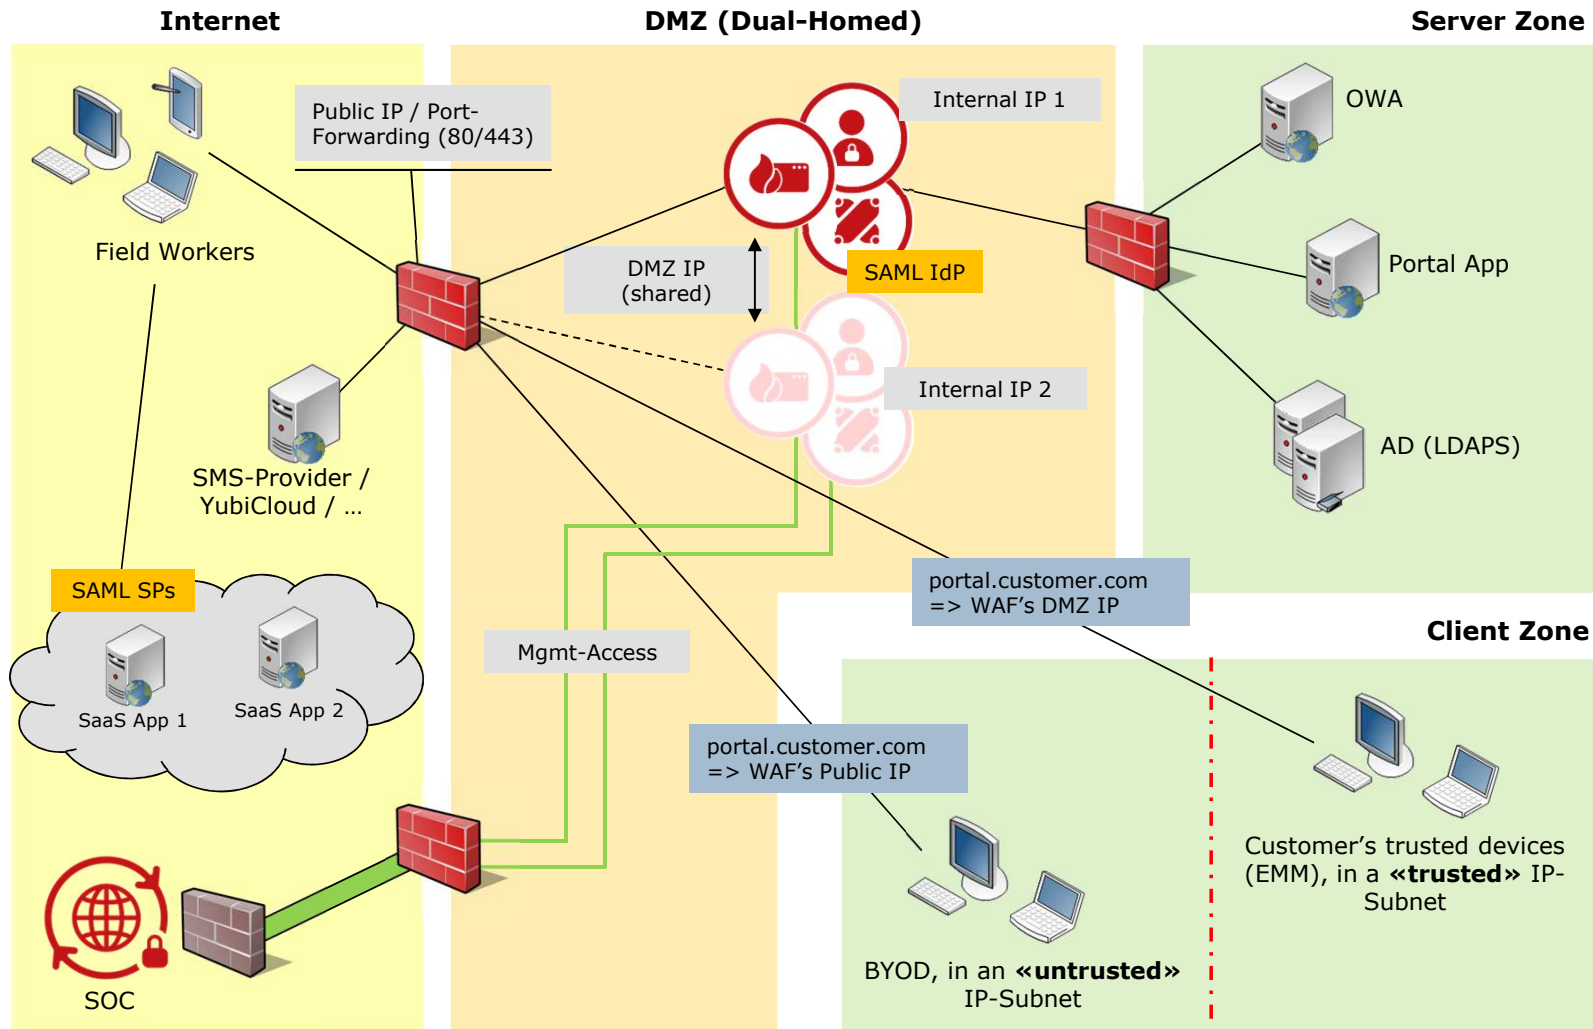 Internet
DMZ (Dual-Homed)
Server Zone
Public IP / Port-
Forwarding (80/443)
Internal IP 1
OWA
Field Workers
DMZ IP
(shared)
SAML IdP
Portal App
Internal IP 2
SMS-Provider /
YubiCloud / ...
AD (LDAPS)
SAML SPs
portal.customer.com
=> WAF's DMZ IP
Client Zone
Mgmt-Access
SaaS App 1
SaaS App 2
portal.customer.com
=> WAF's Public IP
Customer's trusted devices
(EMM), in a «trusted» IP-
Subnet
BYOD, in an «untrusted»
IP-Subnet
SOC